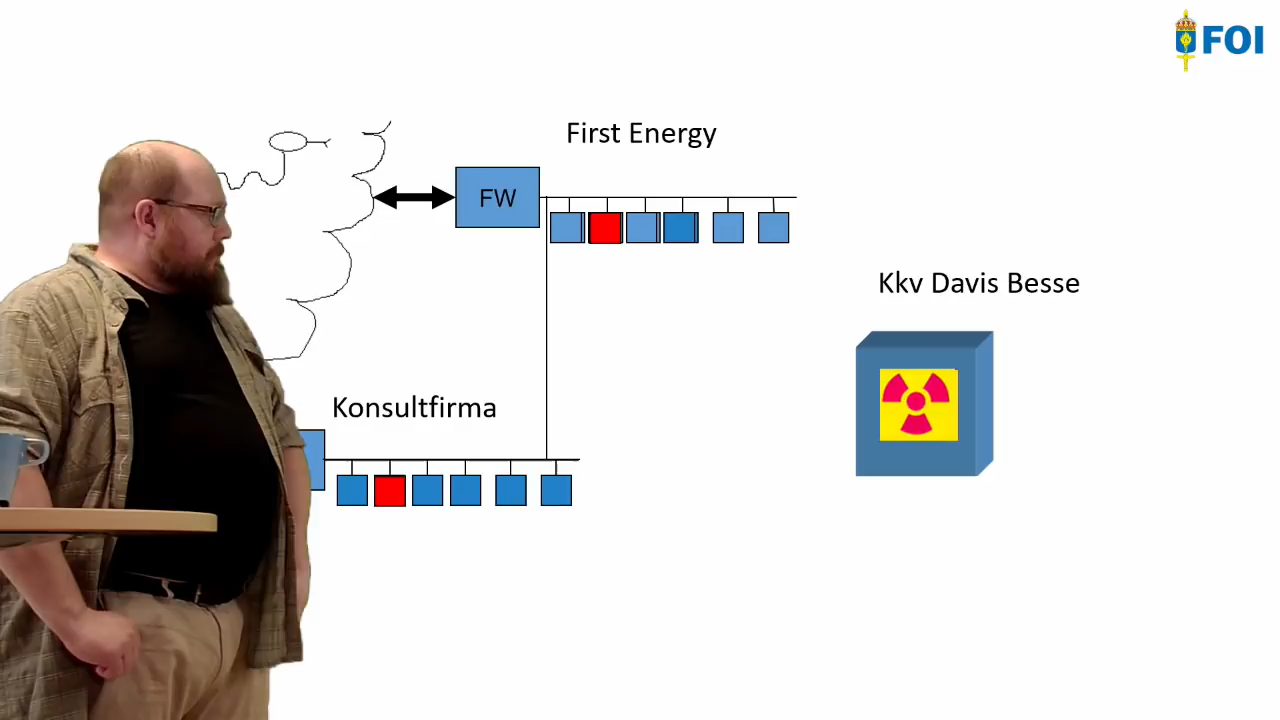 FOI
First Energy
FW
Kkv Davis Besse
Konsultfirma